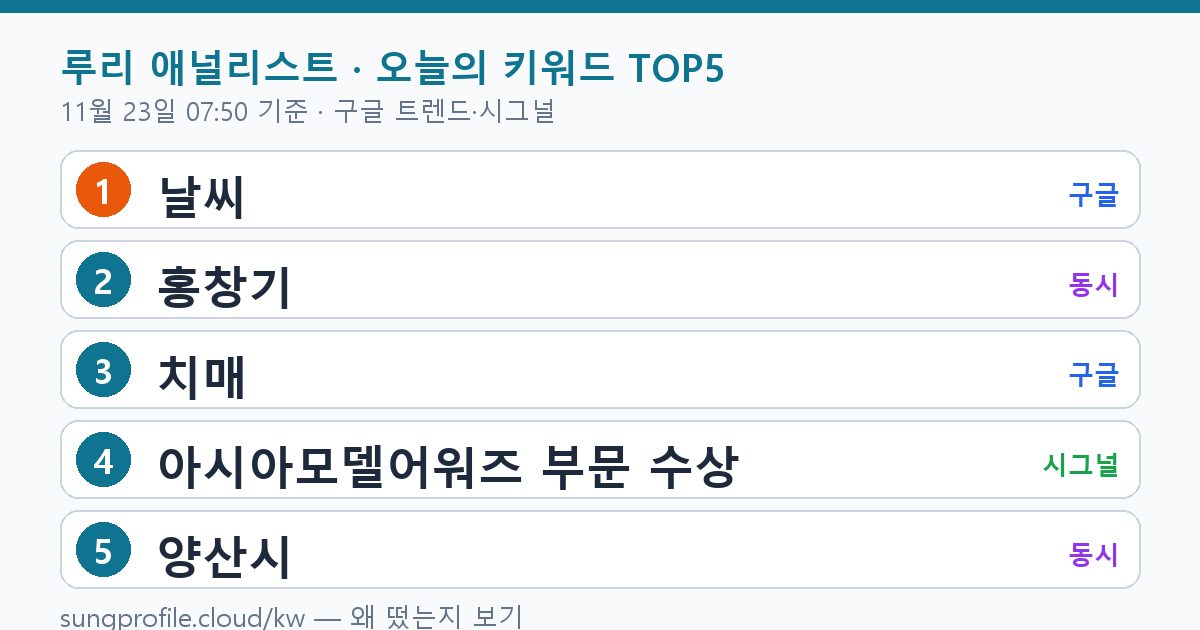 루리 애널리스트 · 오늘의 키워드 TOP5
11월 23일 07:50 기준 · 구글 트렌드·시그널
1 날씨 구글
2 홍창기 동시
3 치매 구글
4 아시아모델어워즈 부문 수상 시그널
5 양산시 동시
sungprofile.cloud/kw — 왜 떴는지 보기